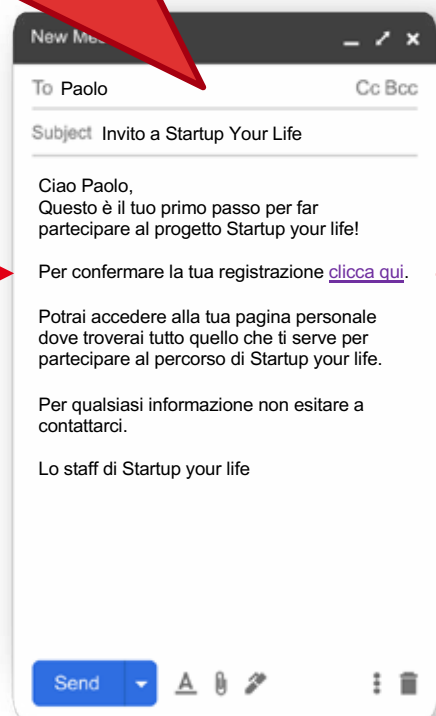 New Me
To Paolo Cc Bcc
Subject Invito a Startup Your Life
Ciao Paolo,
Questo è il tuo primo passo per far
partecipare al progetto Startup your life!
Per confermare la tua registrazione clicca qui.
Potrai accedere alla tua pagina personale
dove troverai tutto quello che ti serve per
partecipare al percorso di Startup your life.
Per qualsiasi informazione non esitare a
contattarci.
Lo staff di Startup your life
Send